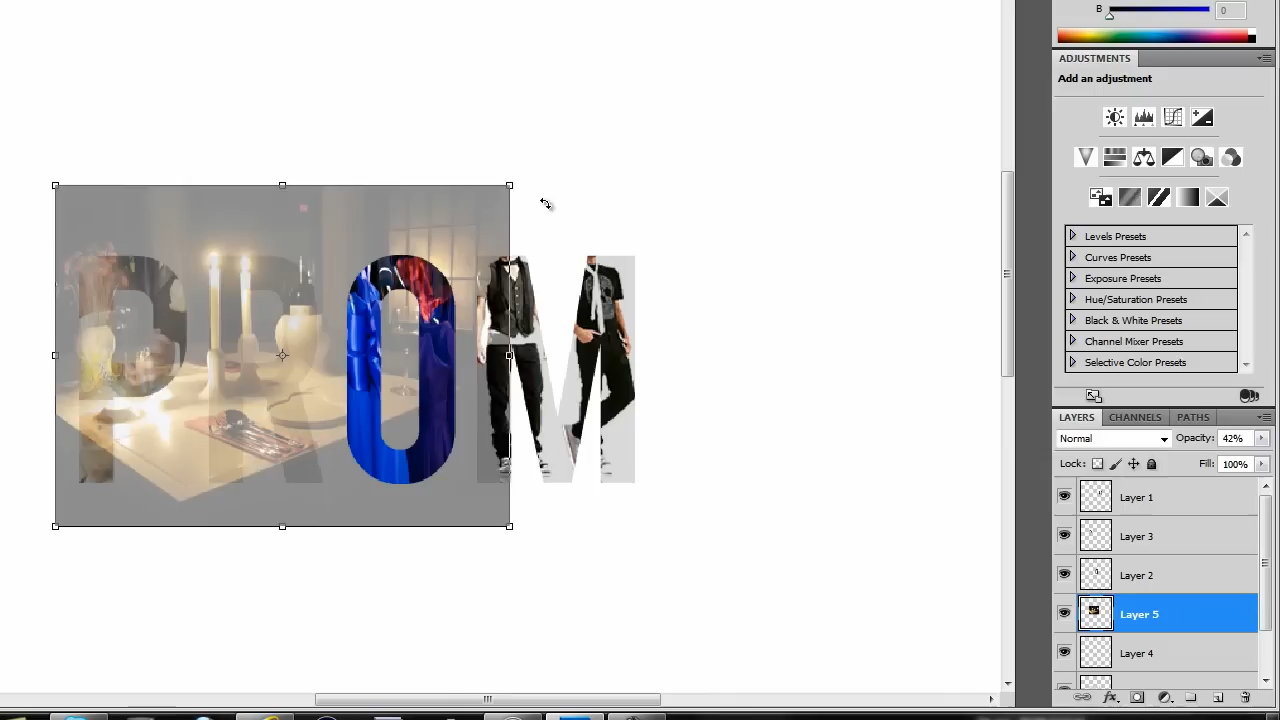 B 0
ADJUSTMENTS
Add an adjustment
Levels Presets
Curves Presets
Exposure Presets
Hue/Saturation Presets
Black & White Presets
Channel Mixer Presets
Selective Color Presets
PROM
LAYERS CHANNELS PATHS
Normal Opacity: 42%
Lock: Fill: 100%
Layer 1
Layer 3
Layer 2
Layer 5
Layer 4
fx